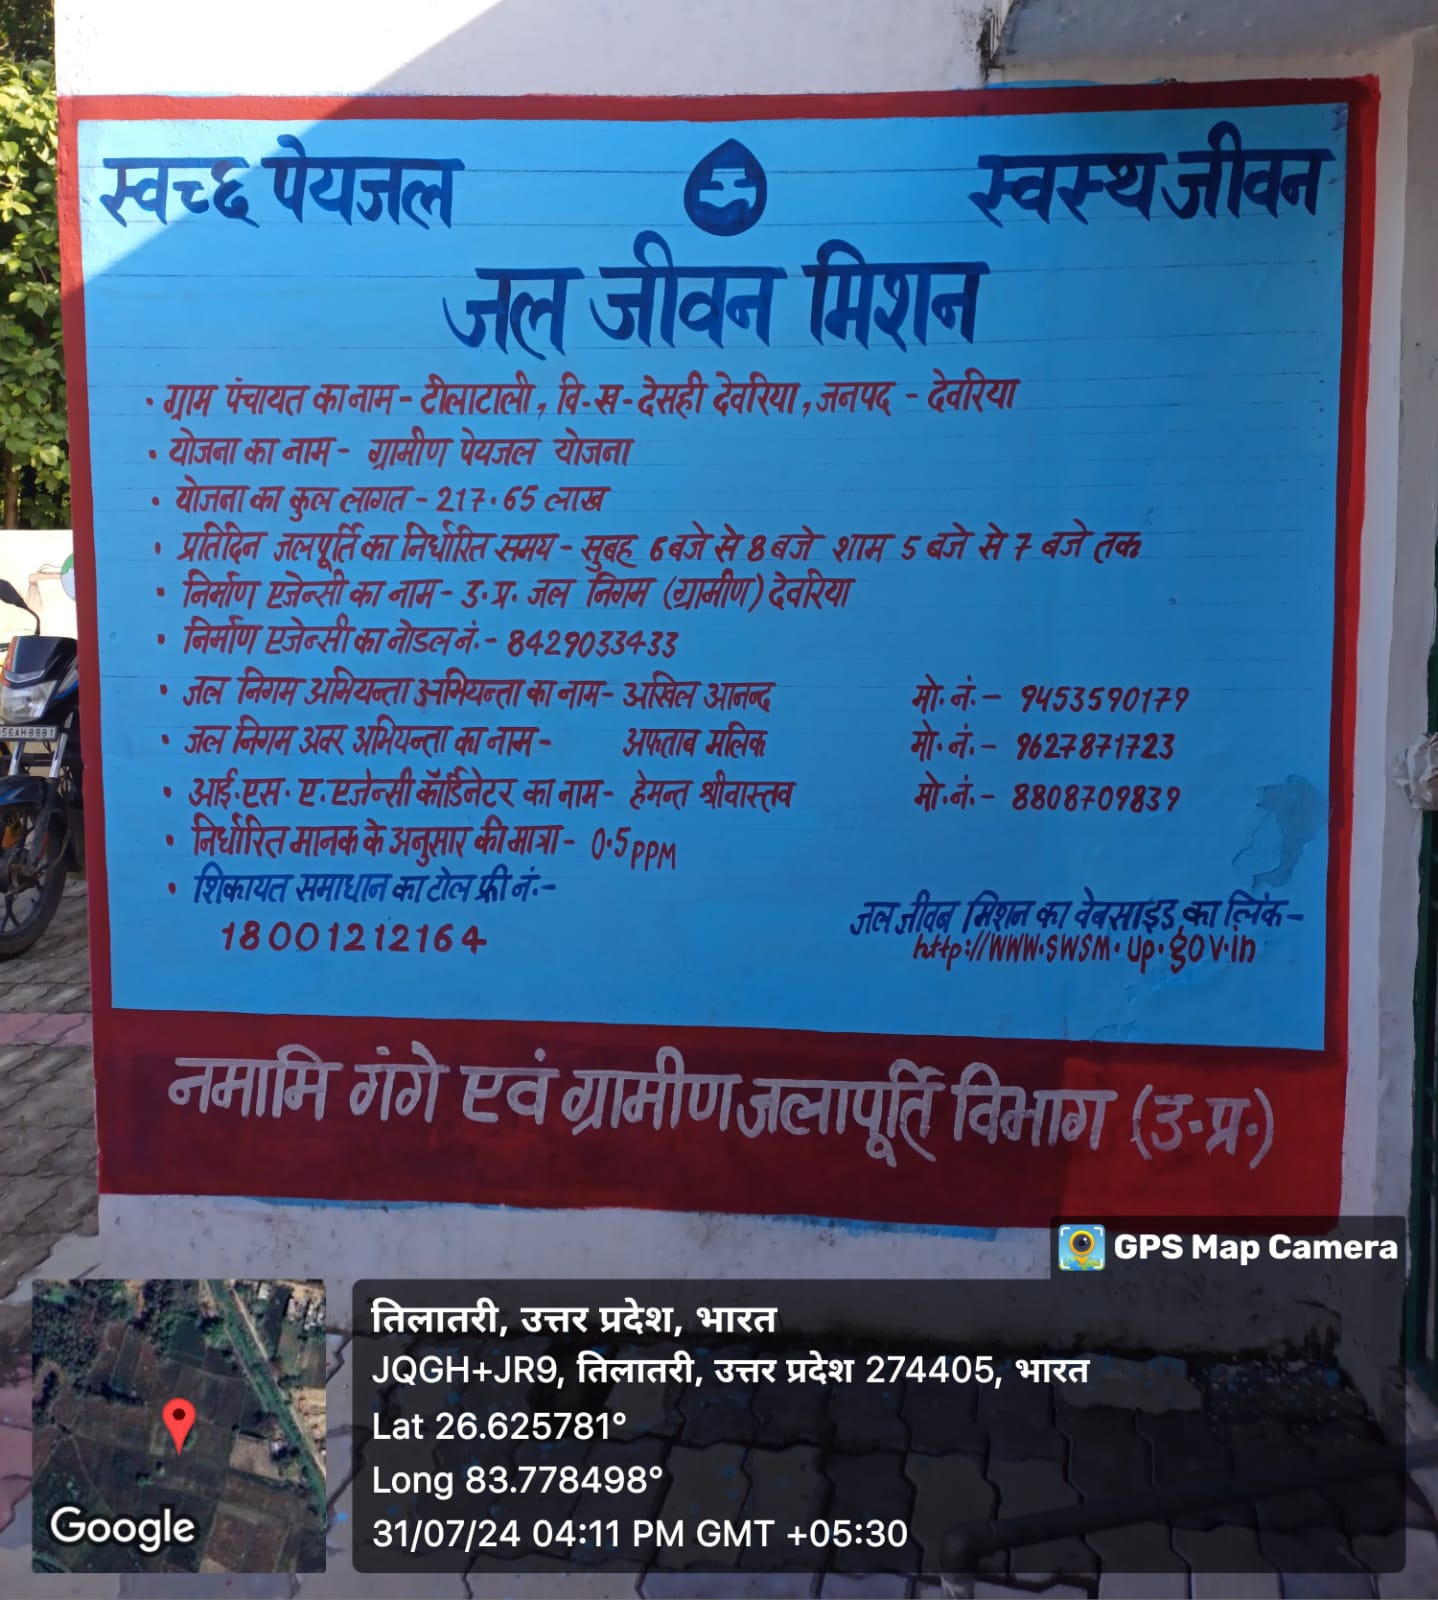 स्वच्छ पेयजल
स्वस्थ जीवन
जल जीवन मिशन
• ग्राम पंचायत का नाम - टीलाटाली, वि.ख - देसही देवरिया, जनपद - देवरिया
• योजना का नाम - ग्रामीण पेयजल योजना
• योजना का कुल लागत - 217.65 लाख
• प्रतिदिन जलपूर्ति का निर्धारित समय - सुबह 6 बजे से 8 बजे शाम 5 बजे से 7 बजे तक
• निर्माण एजेन्सी का नाम - उ.प्र. जल निगम (ग्रामीण) देवरिया
• निर्माण एजेन्सी का नोडल नं. - 8429033433
• जल निगम अभियन्ता अभियन्ता का नाम - अखिल आनन्द मो. नं. - 9453590179
• जल निगम अवर अभियन्ता का नाम - अफताब मलिक मो. नं. - 9627871723
• आई.एस.ए. एजेन्सी कॉर्डिनेटर का नाम - हेमन्त श्रीवास्तव मो. नं. - 8808709839
• निर्धारित मानक के अनुसार की मात्रा - 0.5 PPM
• शिकायत समाधान का टोल फ्री नं. -
18001212164
जल जीवब मिशन का वेबसाइड का लिंक -
http://www.swsm.up.gov.in
नमामि गंगे एवं ग्रामीण जलापूर्ति विभाग (उ.प्र.)
56AH8881
GPS Map Camera
तिलातरी, उत्तर प्रदेश, भारत
JQGH+JR9, तिलातरी, उत्तर प्रदेश 274405, भारत
Lat 26.625781°
Long 83.778498°
31/07/24 04:11 PM GMT +05:30
Google